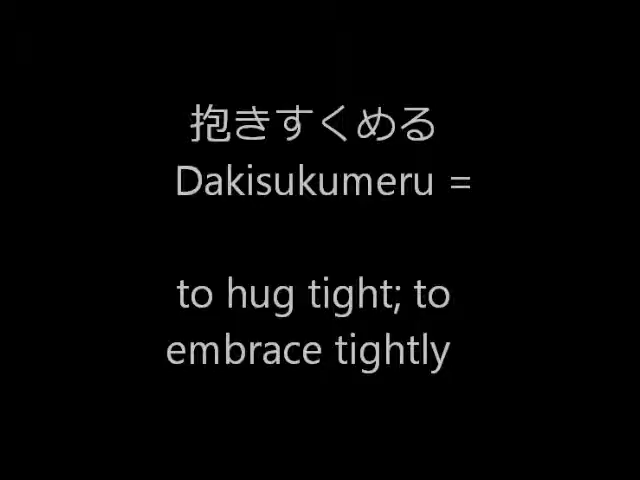 抱きすくめる
Dakisukumeru =
to hug tight; to
embrace tightly